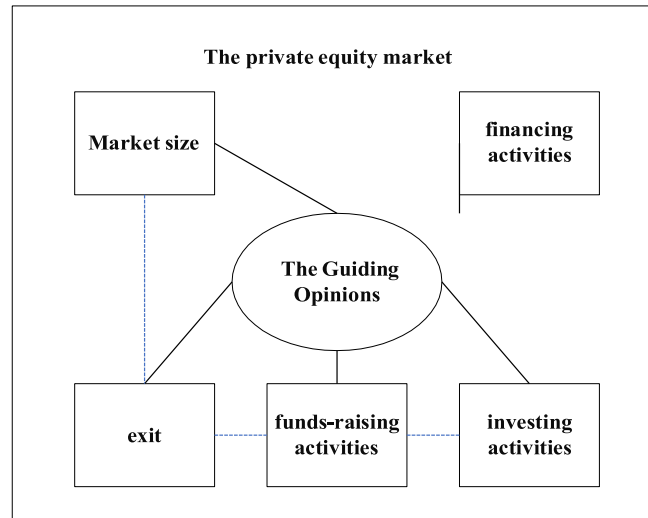 The private equity market
Market size
financing
activities
The Guiding
Opinions
exit
funds-raising
activities
investing
activities